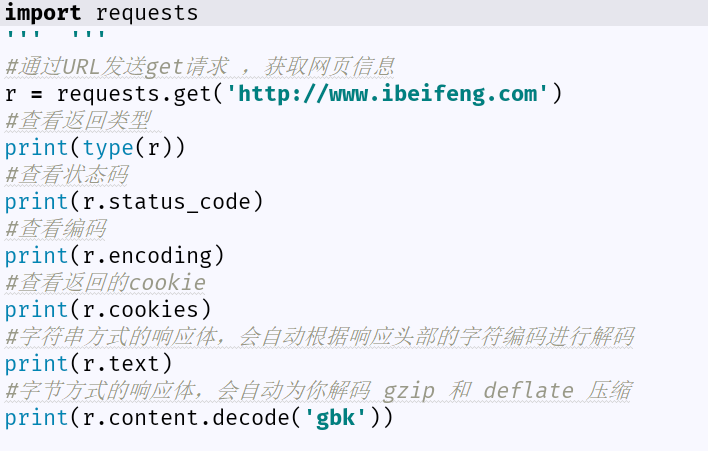 import requests
''' '''
#通过URL发送get请求 ，获取网页信息
r = requests.get('http://www.ibeifeng.com')
#查看返回类型
print(type(r))
#查看状态码
print(r.status_code)
#查看编码
print(r.encoding)
#查看返回的cookie
print(r.cookies)
#字符串方式的响应体，会自动根据响应头部的字符编码进行解码
print(r.text)
#字节方式的响应体，会自动为你解码 gzip 和 deflate 压缩
print(r.content.decode('gbk'))